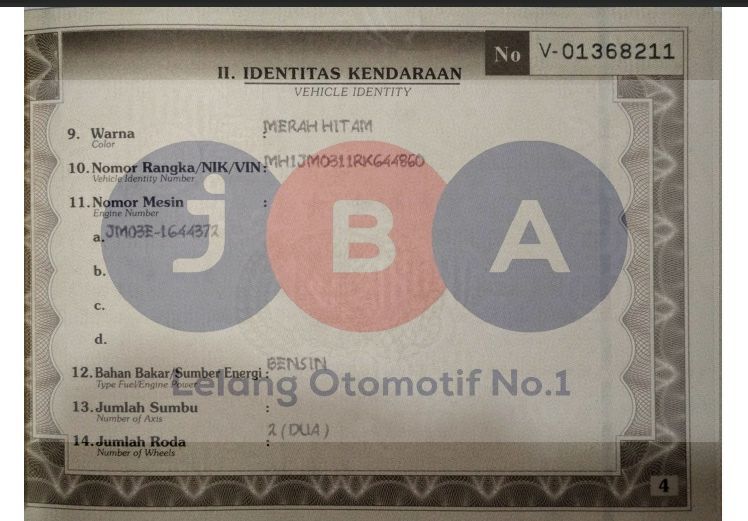 No V-01368211
II. IDENTITAS KENDARAAN
VEHICLE IDENTITY
9. Warna : MERAH HITAM
Color
10. Nomor Rangka/NIK/VIN: MH1JM0311RK644860
Vehicle Identity Number
11. Nomor Mesin :
Engine Number
a. JM03E-1644372
b.
c.
d.
12. Bahan Bakar/Sumber Energi : BENSIN
Type Fuel/Engine Power
13. Jumlah Sumbu :
Number of Axis
14. Jumlah Roda : 2 (DUA)
Number of Wheels
JBA
Lelang Otomotif No.1
4